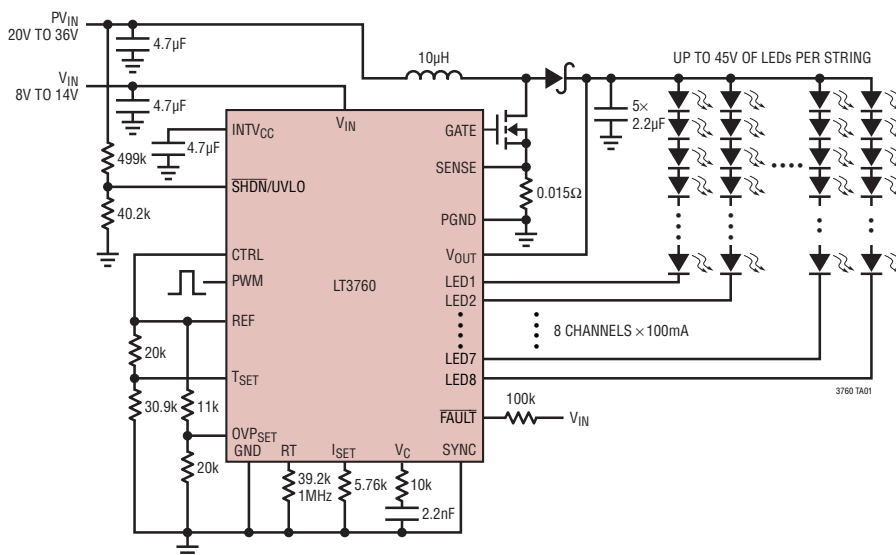 PVIN
20V TO 36V
4.7µF
10µH
UP TO 45V OF LEDs PER STRING
VIN
8V TO 14V
4.7µF
5×
2.2µF
INTVCC
VIN
GATE
4.7µF
499k
SENSE
SHDN/UVLO
0.015Ω
40.2k
PGND
CTRL
VOUT
PWM
LT3760
LED1
LED2
REF
8 CHANNELS × 100mA
20k
LED7
TSET
LED8
3760 TA01
30.9k
11k
100k
FAULT
VIN
OVPSET
GND
RT
ISET
VC
SYNC
20k
39.2k
1MHz
5.76k
10k
2.2nF